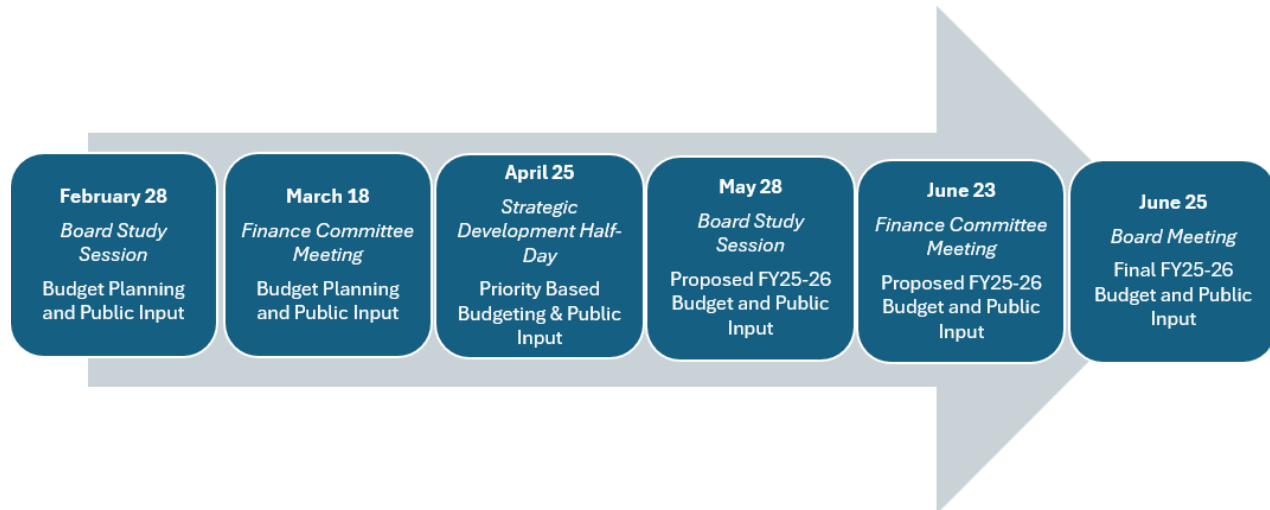 February 28
Board Study
Session
Budget Planning
and Public Input
March 18
Finance Committee
Meeting
Budget Planning
and Public Input
April 25
Strategic
Development Half-
Day
Priority Based
Budgeting & Public
Input
May 28
Board Study
Session
Proposed FY25-26
Budget and Public
Input
June 23
Finance Committee
Meeting
Proposed FY25-26
Budget and Public
Input
June 25
Board Meeting
Final FY25-26
Budget and Public
Input